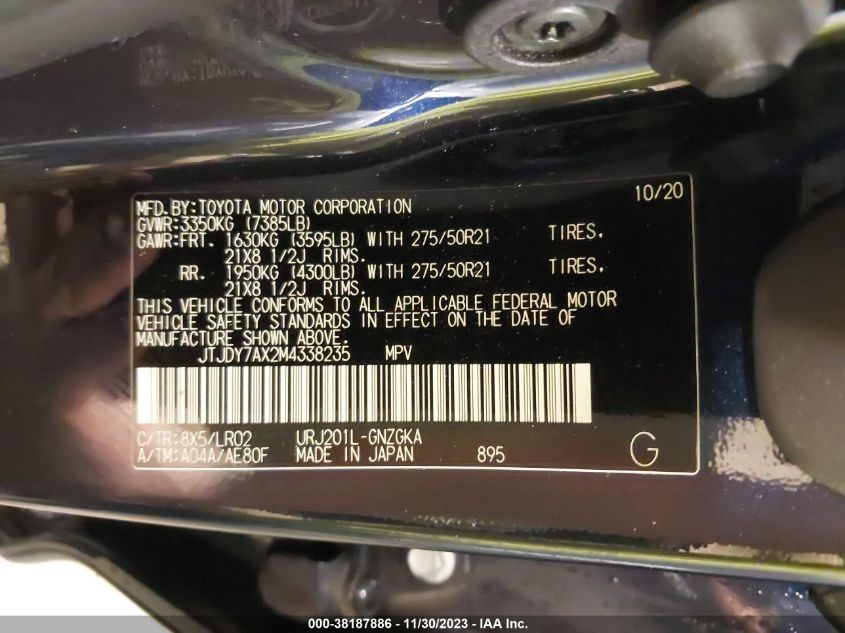 MFD.BY:TOYOTA MOTOR CORPORATION 10/20
GVWR:3350KG (7385LB)
GAWR:FRT. 1630KG (3595LB) WITH 275/50R21 TIRES.
21X8 1/2J RIMS.
RR. 1950KG (4300LB) WITH 275/50R21 TIRES.
21X8 1/2J RIMS.
THIS VEHICLE CONFORMS TO ALL APPLICABLE FEDERAL MOTOR
VEHICLE SAFETY STANDARDS IN EFFECT ON THE DATE OF
MANUFACTURE SHOWN ABOVE.
JTJDY7AX2M4338235 MPV
C/TR:8X5/LR02 URJ201L-GNZGKA
A/TM:A04A/AE80F MADE IN JAPAN 895 G
000-38187886 - 11/30/2023 - IAA Inc.